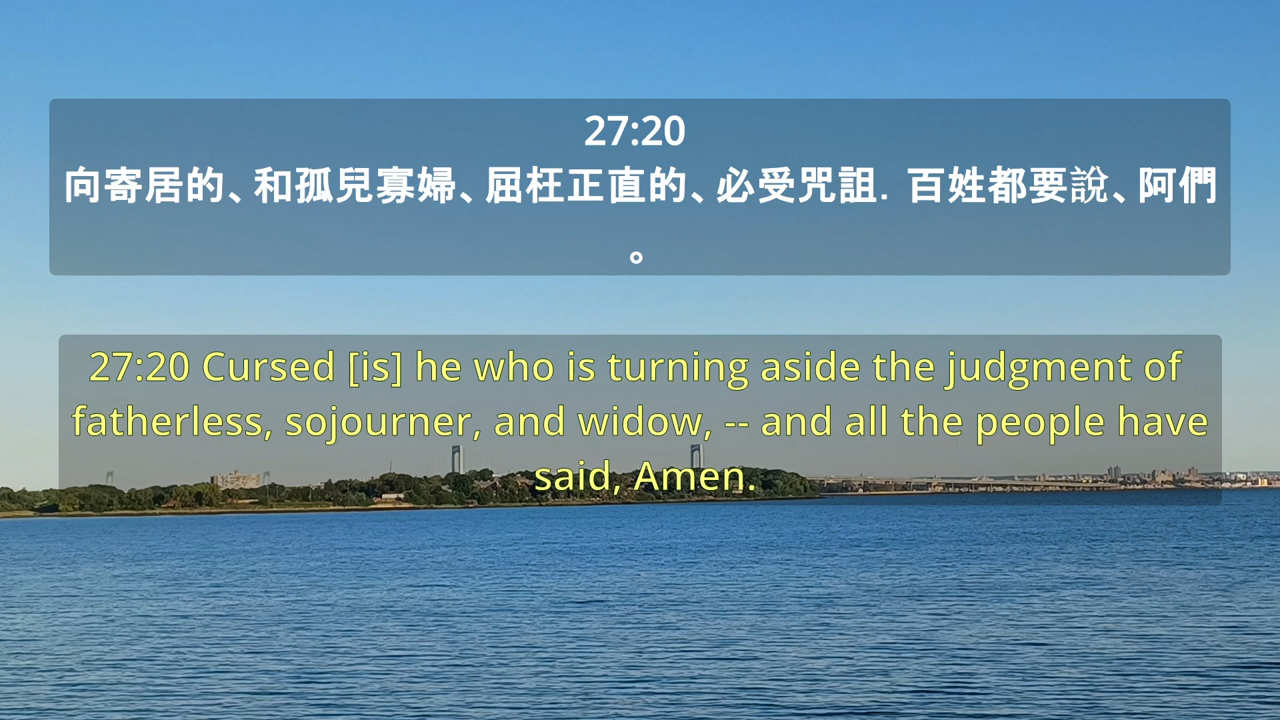 27:20
向寄居的、和孤兒寡婦、屈枉正直的、必受咒詛. 百姓都要說、阿們
。
27:20 Cursed [is] he who is turning aside the judgment of
fatherless, sojourner, and widow, -- and all the people have
said, Amen.